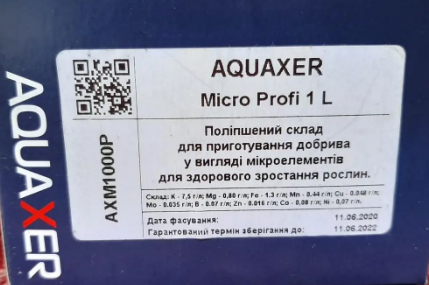 AQUAXER
AXM1000P
AQUAXER
Micro Profi 1 L
Поліпшений склад
для приготування добрива
у вигляді мікроелементів
для здорового зростання рослин.
Склад: К - 7,5 г/л; Mg - 0,80 г/л; Fe - 1.3 г/л; Mn - 0.44 г/л; Cu - 0.048 г/л;
Mo - 0.035 г/л; B - 0.07 г/л; Zn - 0.016 г/л; Co - 0,08 г/л; Ni - 0,07 г/л.
Дата фасування: 11.06.2020
Гарантований термін зберігання до: 11.06.2022